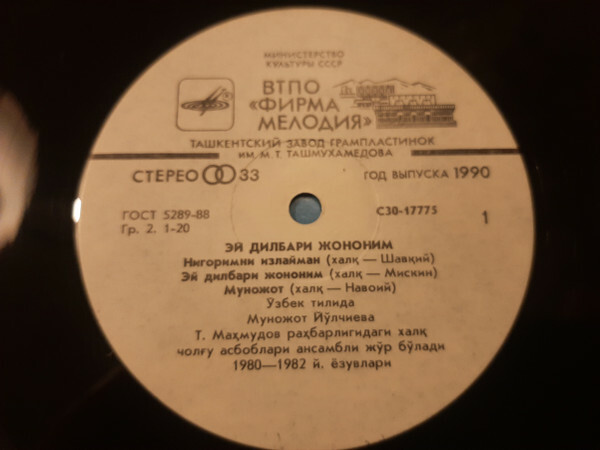 МИНИСТЕРСТВО
КУЛЬТУРЫ СССР
ВТПО
«ФИРМА
МЕЛОДИЯ»
ТАШКЕНТСКИЙ ЗАВОД ГРАМПЛАСТИНОК
ИМ. М. Т. ТАШМУХАМЕДОВА
СТЕРЕО 33
ГОД ВЫПУСКА 1990
ГОСТ 5289-88
Гр. 2. 1-20
С30-17775
1
ЭЙ ДИЛБАРИ ЖОНОНИМ
Нигоримни излайман (халқ — Шавқий)
Эй дилбари жононим (халқ — Мискин)
Муножот (халқ — Навоий)
Ўзбек тилида
Муножот Йўлчиева
Т. Маҳмудов раҳбарлигидаги халқ
чолғу асбоблари ансамбли жўр бўлади
1980—1982 й. ёзувлари